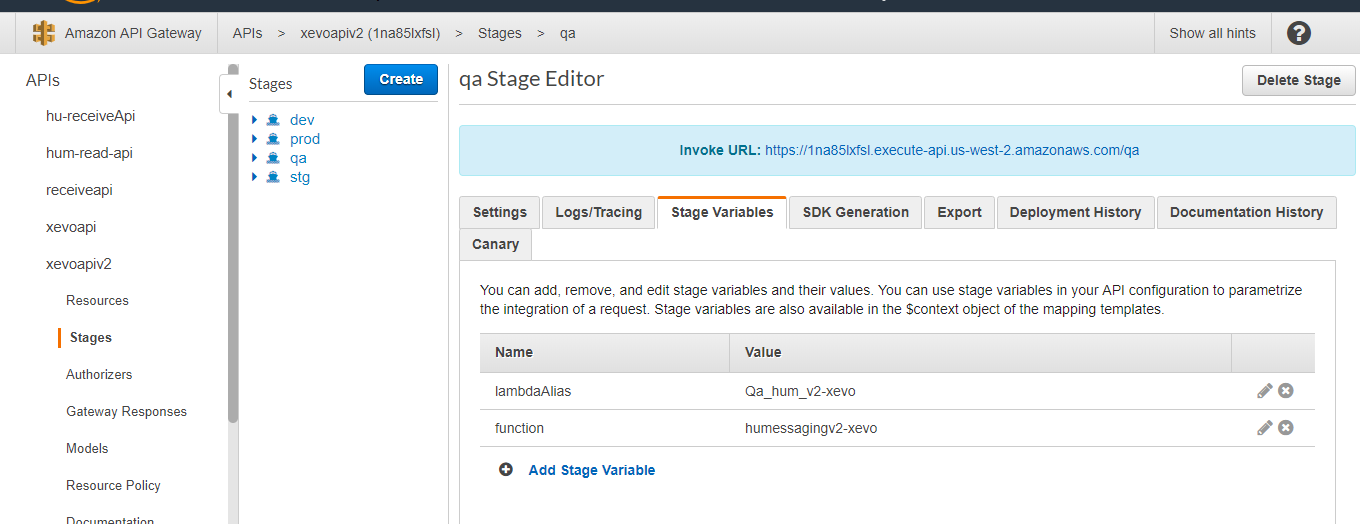 Amazon API Gateway
APIs > xevoapiv2 (1na85lxfsl) > Stages > qa
Show all hints
?
APIs
hu-receiveApi
hum-read-api
receiveapi
xevoapi
xevoapiv2
Resources
Stages
Authorizers
Gateway Responses
Models
Resource Policy
Documentation
Stages
Create
dev
prod
qa
stg
qa Stage Editor
Delete Stage
Invoke URL: https://1na85lxfsl.execute-api.us-west-2.amazonaws.com/qa
Settings Logs/Tracing Stage Variables SDK Generation Export Deployment History Documentation History
Canary
You can add, remove, and edit stage variables and their values. You can use stage variables in your API configuration to parametrize
the integration of a request. Stage variables are also available in the $context object of the mapping templates.
Name Value
lambdaAlias Qa_hum_v2-xevo
function humessagingv2-xevo
Add Stage Variable